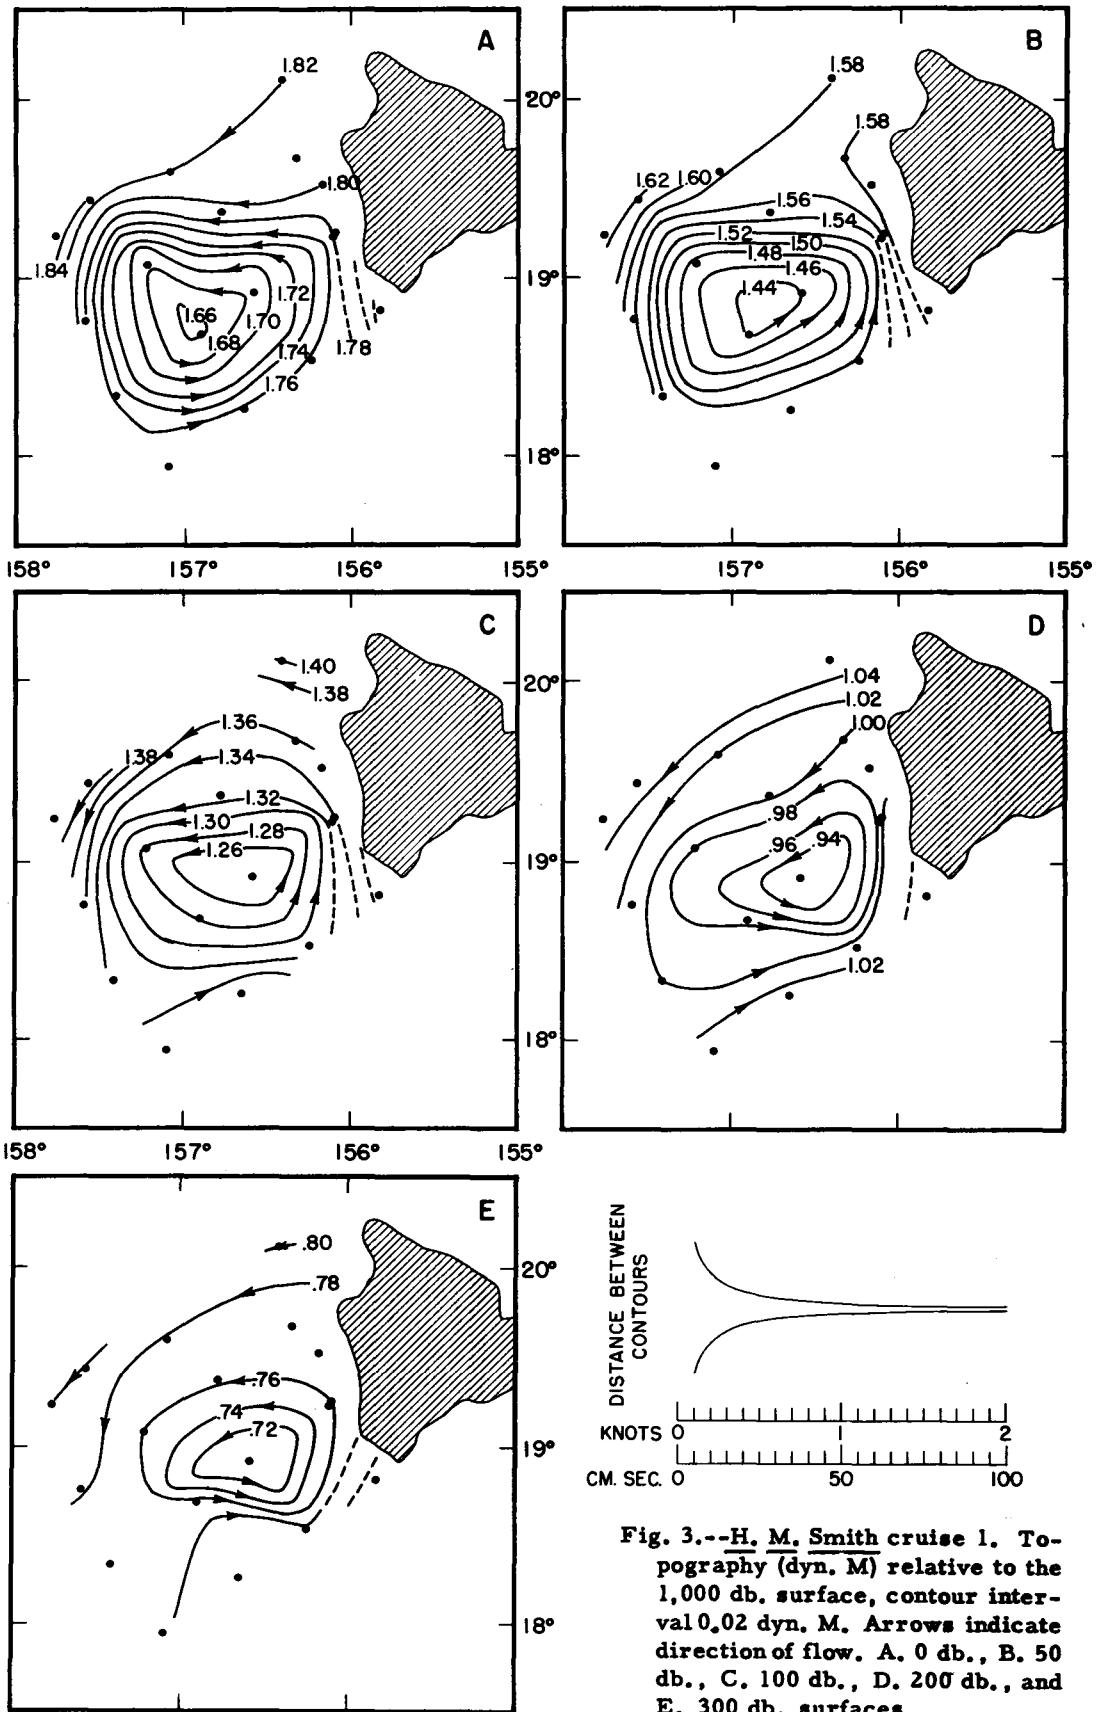 A
1.82
1.80
1.84
1.66
1.68
1.72
1.70
1.74
1.76
1.78
B
1.58
1.58
1.62 1.60
1.56
1.54
1.52
1.50
1.48
1.46
1.44
20°
19°
18°
158° 157° 156° 155°
157° 156° 155°
C
1.40
1.38
1.36
1.38
1.34
1.32
1.30
1.28
1.26
D
1.04
1.02
1.00
.98
.96
.94
1.02
20°
19°
18°
158° 157° 156° 155°
E
.80
.78
.76
.74
.72
20°
19°
18°
DISTANCE BETWEEN
CONTOURS
KNOTS 0 1 2
CM. SEC. 0 50 100
Fig. 3.--H. M. Smith cruise 1. To-
pography (dyn. M) relative to the
1,000 db. surface, contour inter-
val 0.02 dyn. M. Arrows indicate
direction of flow. A. 0 db., B. 50
db., C. 100 db., D. 200 db., and
E. 300 db. surfaces